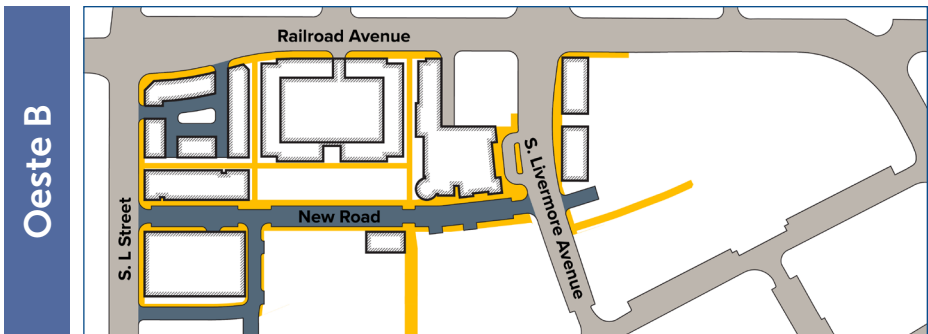 Oeste B
Railroad Avenue
S. L Street
New Road
S. Livermore Avenue